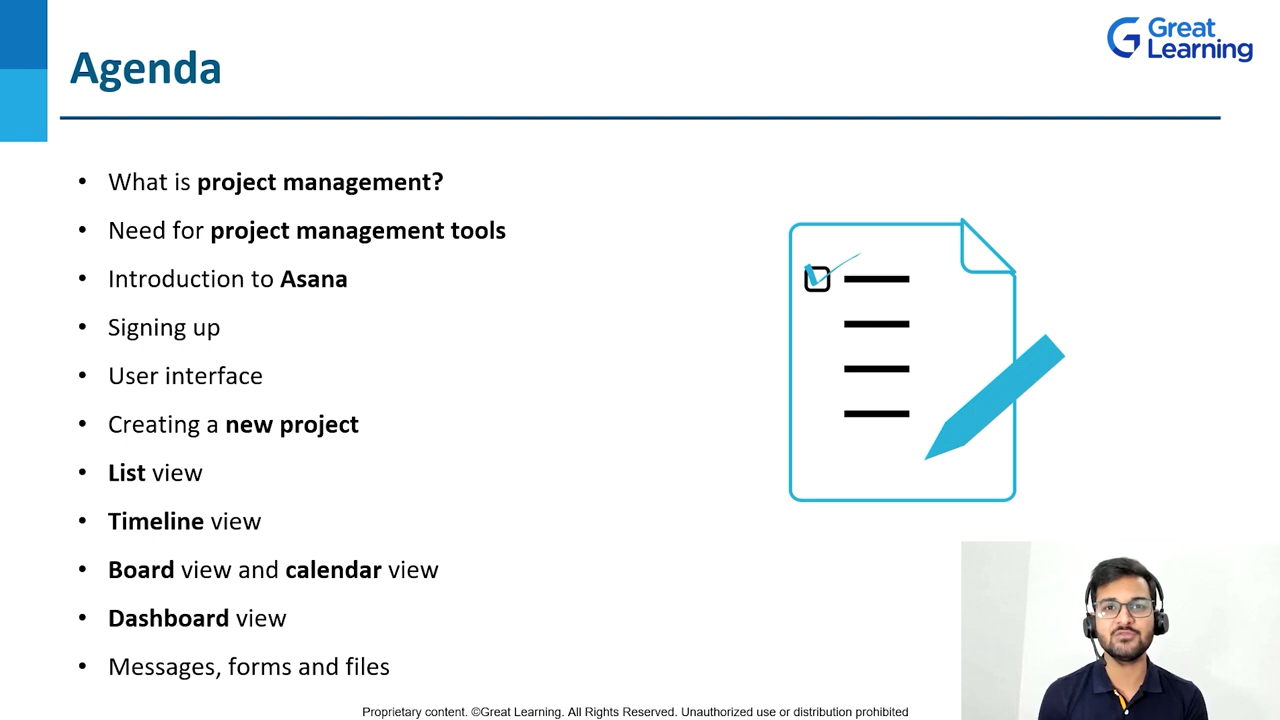 Great
Learning
Agenda
• What is project management?
• Need for project management tools
• Introduction to Asana
• Signing up
• User interface
• Creating a new project
• List view
• Timeline view
• Board view and calendar view
• Dashboard view
• Messages, forms and files
Proprietary content. ©Great Learning. All Rights Reserved. Unauthorized use or distribution prohibited